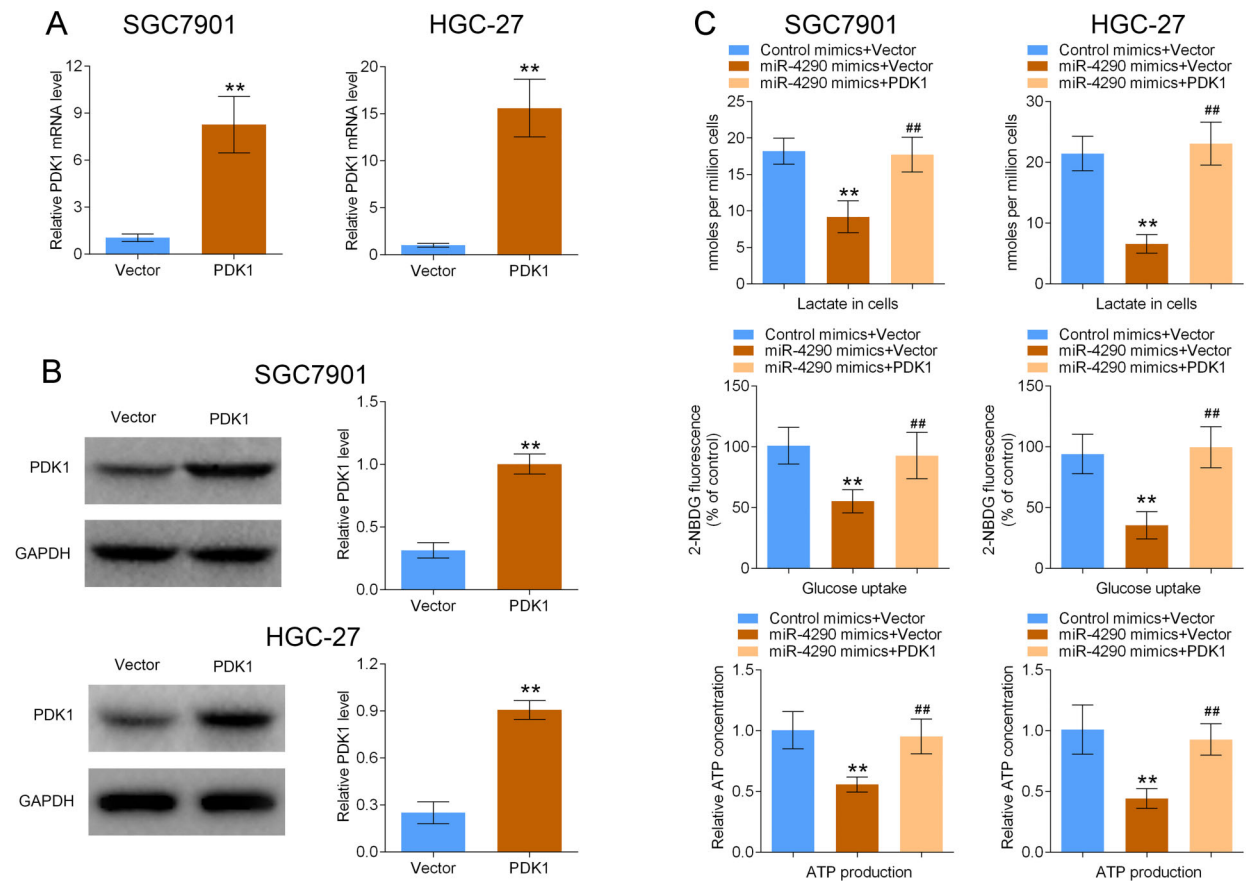 A
SGC7901
HGC-27
Relative PDK1 mRNA level
12
9
6
3
0
**
Vector
PDK1
Relative PDK1 mRNA level
20
15
10
5
0
**
Vector
PDK1
B
SGC7901
Vector
PDK1
PDK1
GAPDH
Relative PDK1 level
1.5
1.0
0.5
0.0
**
Vector
PDK1
HGC-27
Vector
PDK1
PDK1
GAPDH
Relative PDK1 level
1.2
0.9
0.6
0.3
0.0
**
Vector
PDK1
C
SGC7901
HGC-27
Control mimics+Vector
miR-4290 mimics+Vector
miR-4290 mimics+PDK1
nmoles per million cells
25
20
15
10
5
0
**
##
Lactate in cells
Control mimics+Vector
miR-4290 mimics+Vector
miR-4290 mimics+PDK1
nmoles per million cells
30
20
10
0
**
##
Lactate in cells
Control mimics+Vector
miR-4290 mimics+Vector
miR-4290 mimics+PDK1
2-NBDG fluorescence
(% of control)
150
100
50
0
**
##
Glucose uptake
Control mimics+Vector
miR-4290 mimics+Vector
miR-4290 mimics+PDK1
2-NBDG fluorescence
(% of control)
150
100
50
0
**
##
Glucose uptake
Control mimics+Vector
miR-4290 mimics+Vector
miR-4290 mimics+PDK1
Relative ATP concentration
1.5
1.0
0.5
0.0
**
##
ATP production
Control mimics+Vector
miR-4290 mimics+Vector
miR-4290 mimics+PDK1
Relative ATP concentration
1.5
1.0
0.5
0.0
**
##
ATP production